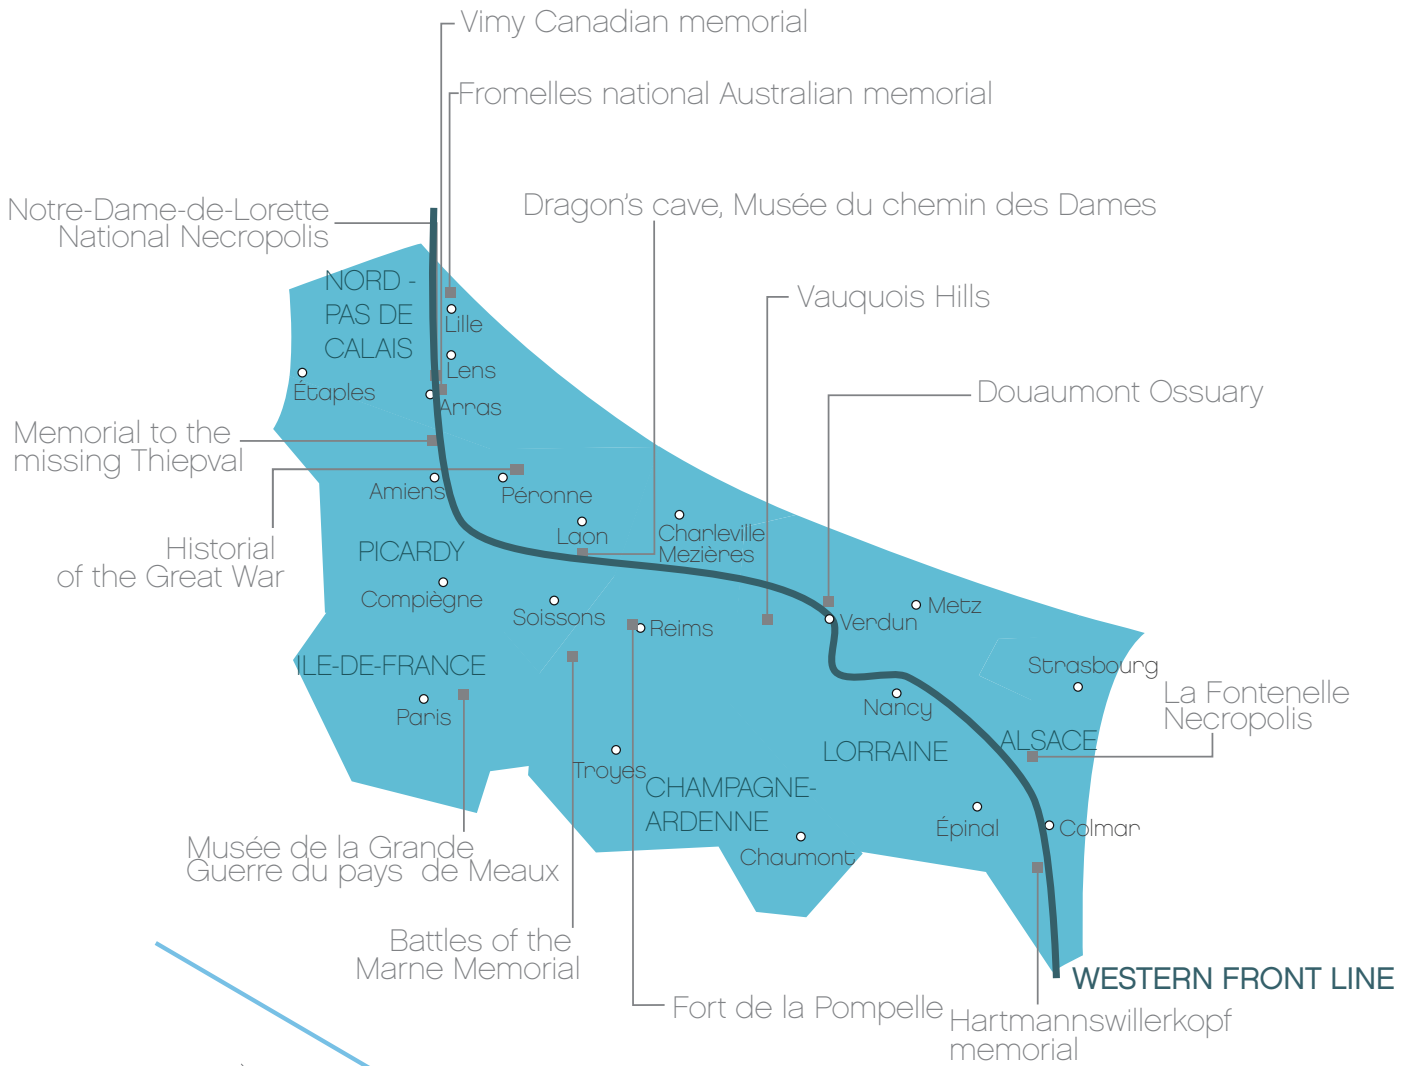 Vimy Canadian memorial
Fromelles national Australian memorial
Notre-Dame-de-Lorette
National Necropolis
Dragon's cave, Musée du chemin des Dames
NORD -
PAS DE
CALAIS
Lille
Lens
Étaples
Arras
Vauquois Hills
Douaumont Ossuary
Memorial to the
missing Thiepval
Amiens
Péronne
Historial
of the Great War
Laon
Charleville
Mezières
PICARDY
Compiègne
Soissons
Reims
Verdun
Metz
ILE-DE-FRANCE
Paris
Strasbourg
La Fontenelle
Necropolis
Nancy
LORRAINE
ALSACE
Troyes
CHAMPAGNE-
ARDENNE
Épinal
Colmar
Chaumont
Musée de la Grande
Guerre du pays de Meaux
Battles of the
Marne Memorial
WESTERN FRONT LINE
Fort de la Pompelle
Hartmannswillerkopf
memorial